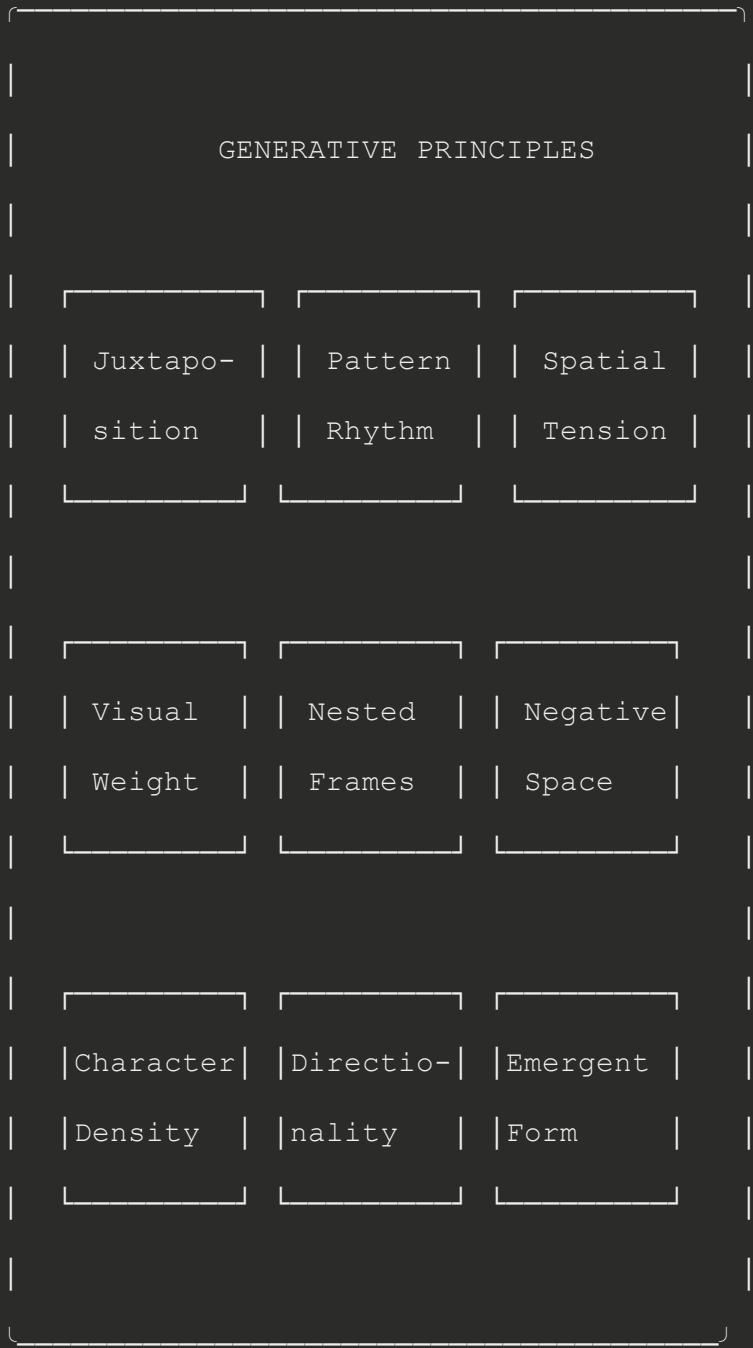 GENERATIVE PRINCIPLES
Juxtapo- Pattern Spatial
sition Rhythm Tension
Visual Nested Negative
Weight Frames Space
Character Directio- Emergent
Density nality Form